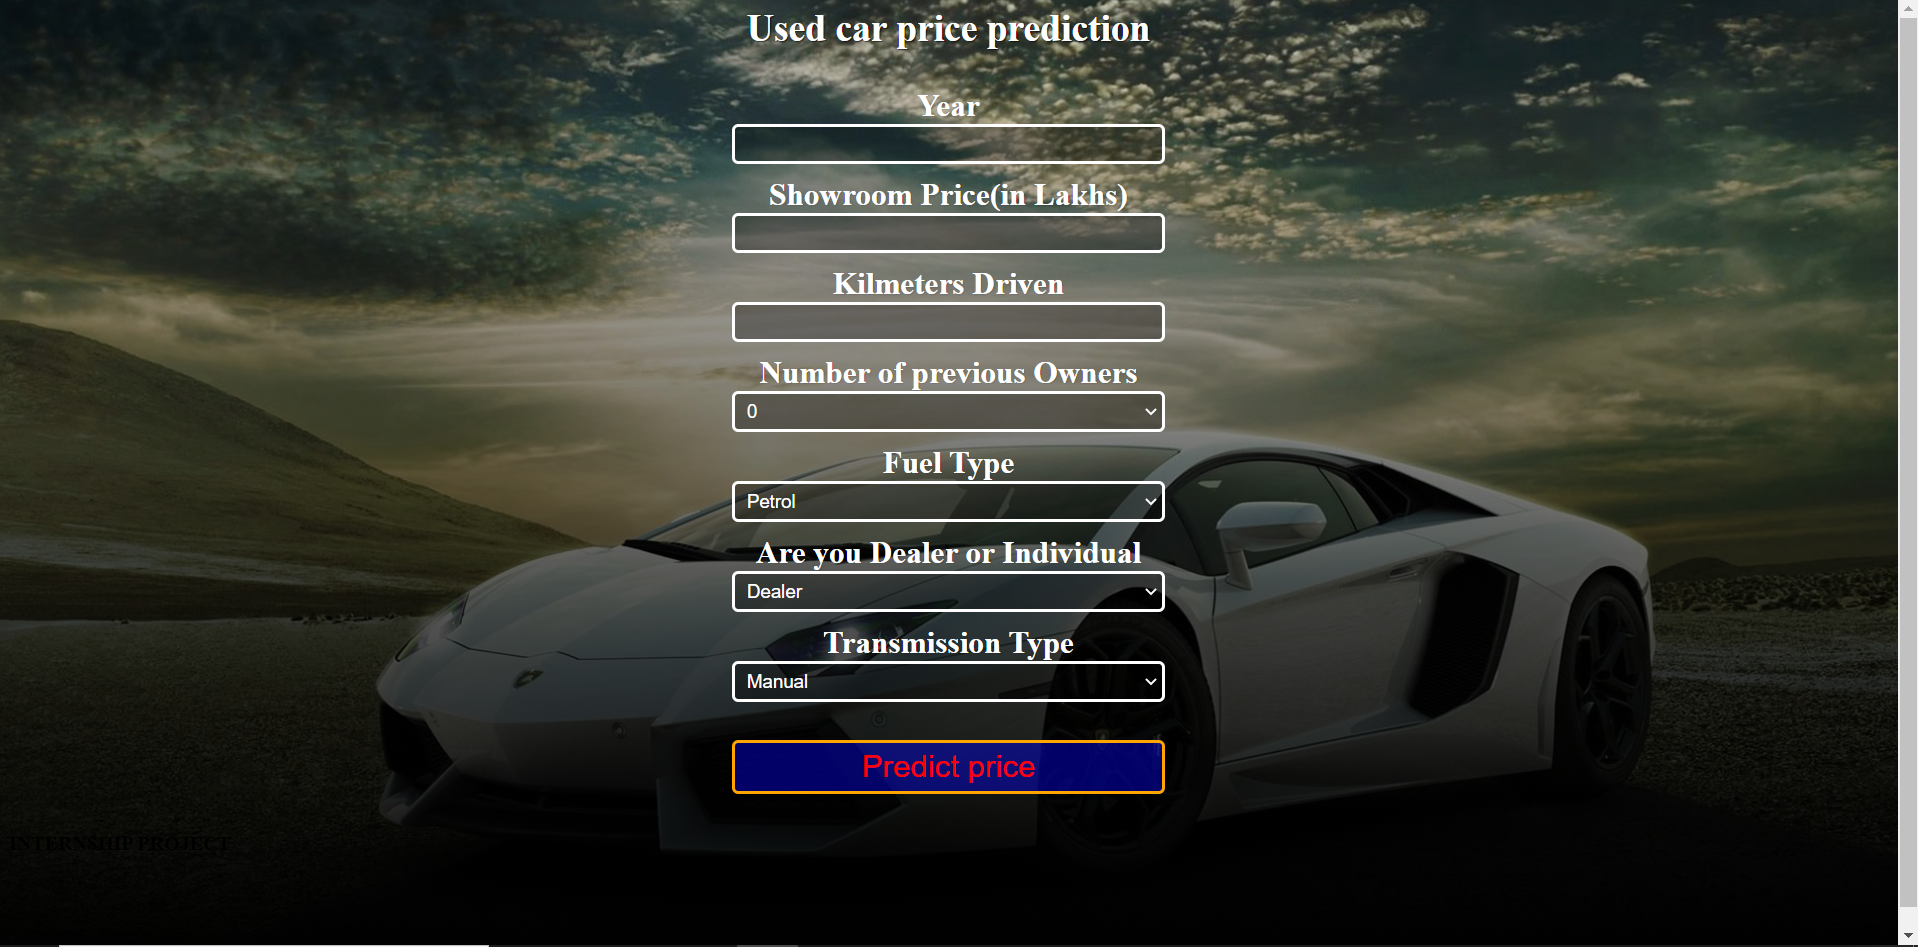 Used car price prediction
Year
Showroom Price(in Lakhs)
Kilmeters Driven
Number of previous Owners
0
Fuel Type
Petrol
Are you Dealer or Individual
Dealer
Transmission Type
Manual
Predict price
INTERNSHIP PROJECT